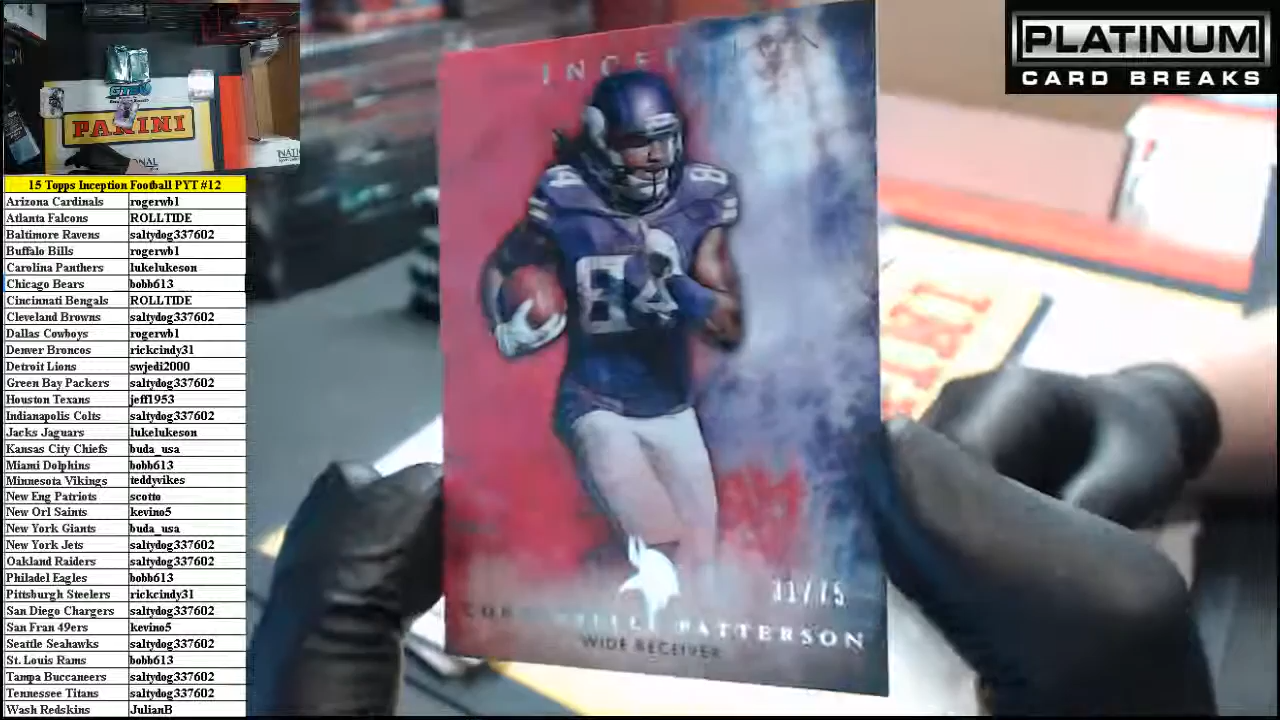 PLATINUM
CARD BREAKS
PANINI
15 Topps Inception Football PYT #12
Arizona Cardinals rogerwb1
Atlanta Falcons ROLLTIDE
Baltimore Ravens saltydog337602
Buffalo Bills rogerwb1
Carolina Panthers lukelukeson
Chicago Bears bobb613
Cincinnati Bengals ROLLTIDE
Cleveland Browns saltydog337602
Dallas Cowboys rogerwb1
Denver Broncos rickcindy31
Detroit Lions swjedi2000
Green Bay Packers saltydog337602
Houston Texans jeff1953
Indianapolis Colts saltydog337602
Jacks Jaguars lukelukeson
Kansas City Chiefs buda_usa
Miami Dolphins bobb613
Minnesota Vikings teddyvikes
New Eng Patriots scotto
New Orl Saints kevino5
New York Giants buda_usa
New York Jets saltydog337602
Oakland Raiders saltydog337602
Philadel Eagles bobb613
Pittsburgh Steelers rickcindy31
San Diego Chargers saltydog337602
San Fran 49ers kevino5
Seattle Seahawks saltydog337602
St. Louis Rams bobb613
Tampa Buccaneers saltydog337602
Tennessee Titans saltydog337602
Wash Redskins JulianB
84
84
31/75
PATTERSON
WIDE RECEIVER